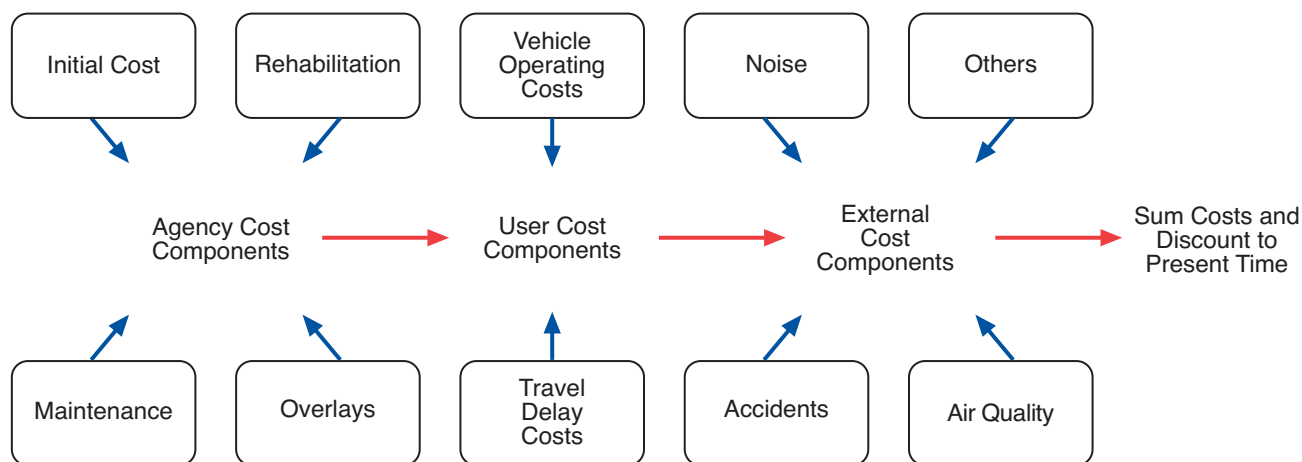 Initial Cost
Rehabilitation
Vehicle
Operating
Costs
Noise
Others
Agency Cost
Components
User Cost
Components
External
Cost
Components
Sum Costs and
Discount to
Present Time
Maintenance
Overlays
Travel
Delay
Costs
Accidents
Air Quality